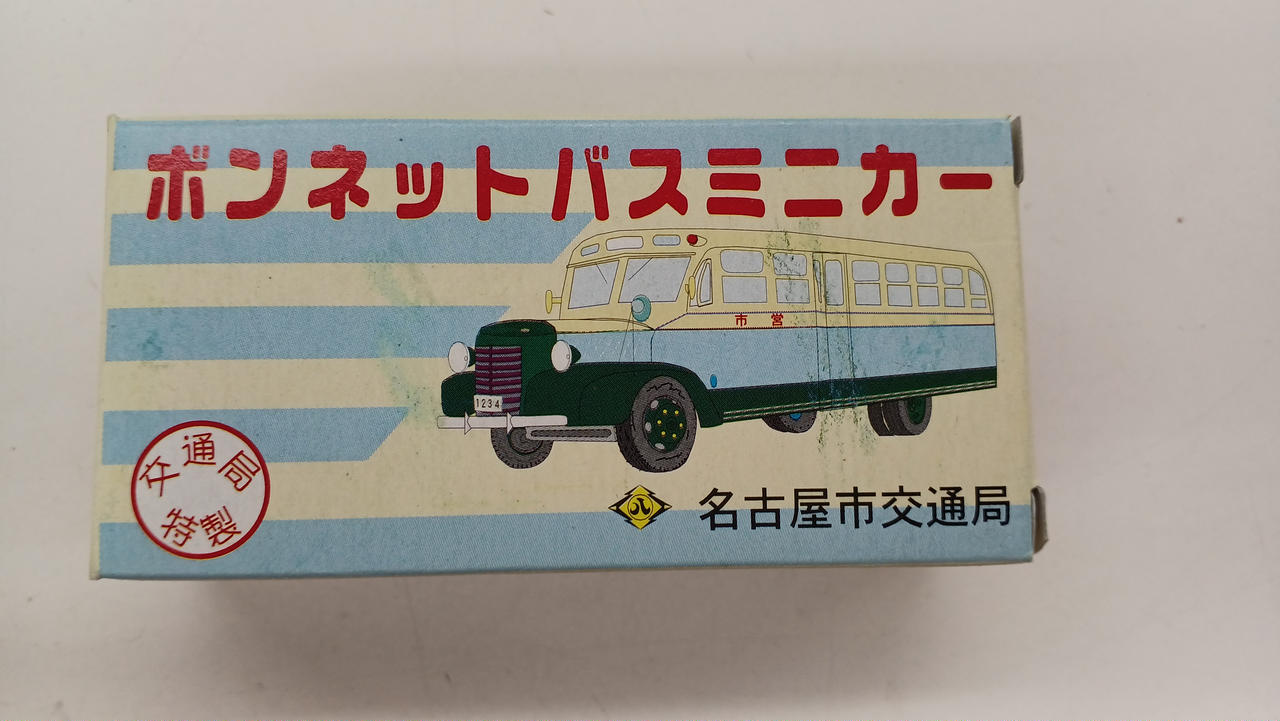 ボンネットバスミニカー
市営
1234
交通局
特製
八
名古屋市交通局